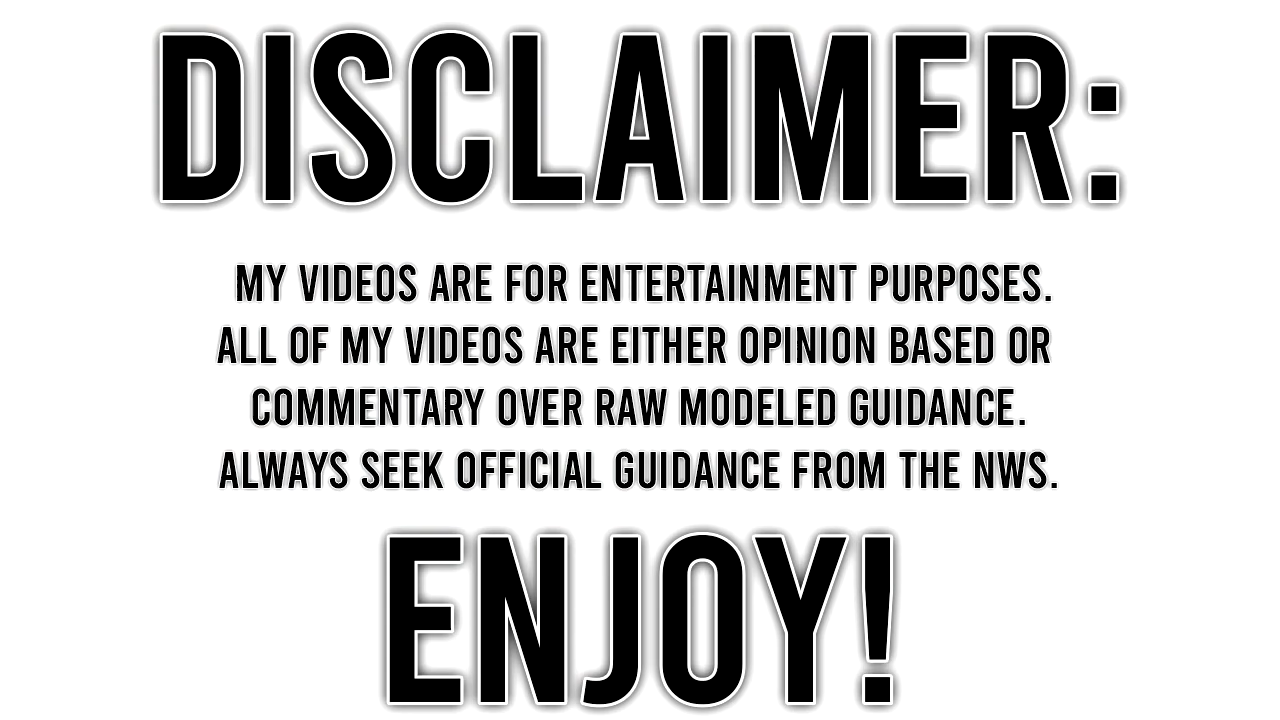 DISCLAIMER:
MY VIDEOS ARE FOR ENTERTAINMENT PURPOSES.
ALL OF MY VIDEOS ARE EITHER OPINION BASED OR
COMMENTARY OVER RAW MODELED GUIDANCE.
ALWAYS SEEK OFFICIAL GUIDANCE FROM THE NWS.
ENJOY!